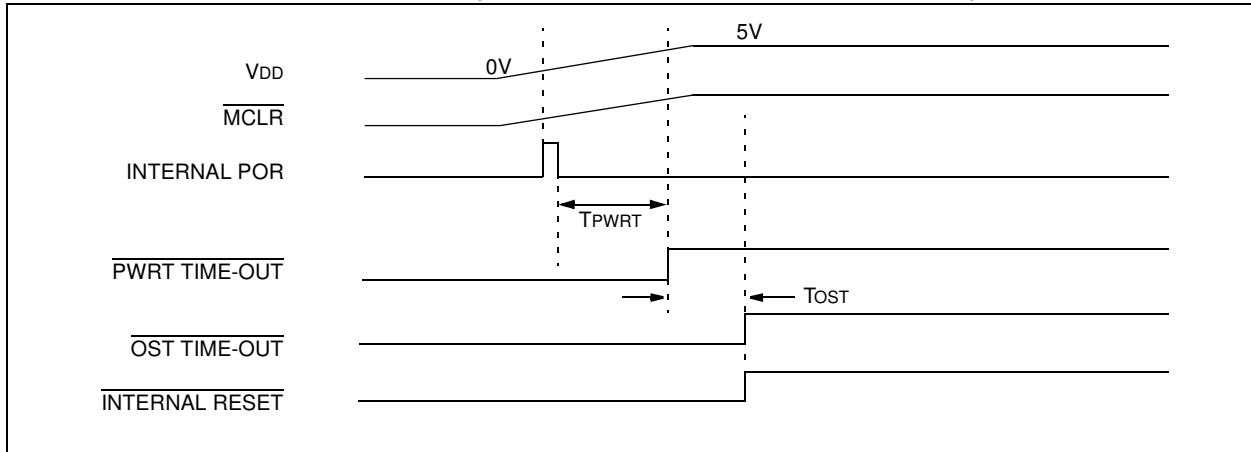 5V
0V
VDD
MCLR
INTERNAL POR
TPWRT
PWRT TIME-OUT
TOST
OST TIME-OUT
INTERNAL RESET